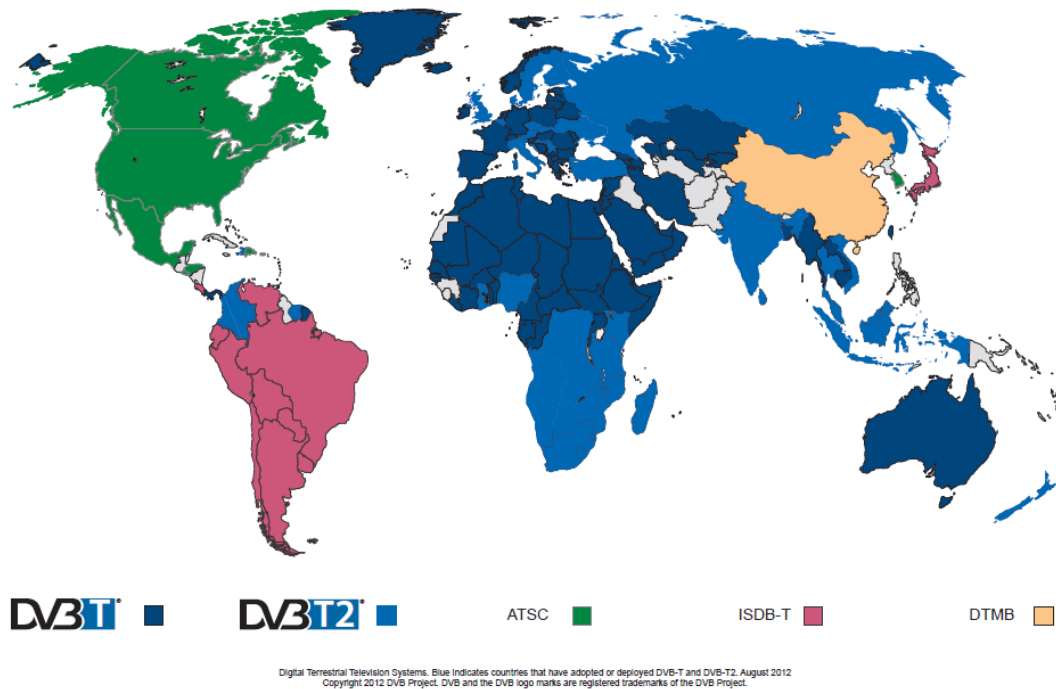 DVB T®
DVB T2®
ATSC
ISDB-T
DTMB
Digital Terrestrial Television Systems. Blue indicates countries that have adopted or deployed DVB-T and DVB-T2. August 2012
Copyright 2012 DVB Project. DVB and the DVB logo marks are registered trademarks of the DVB Project.